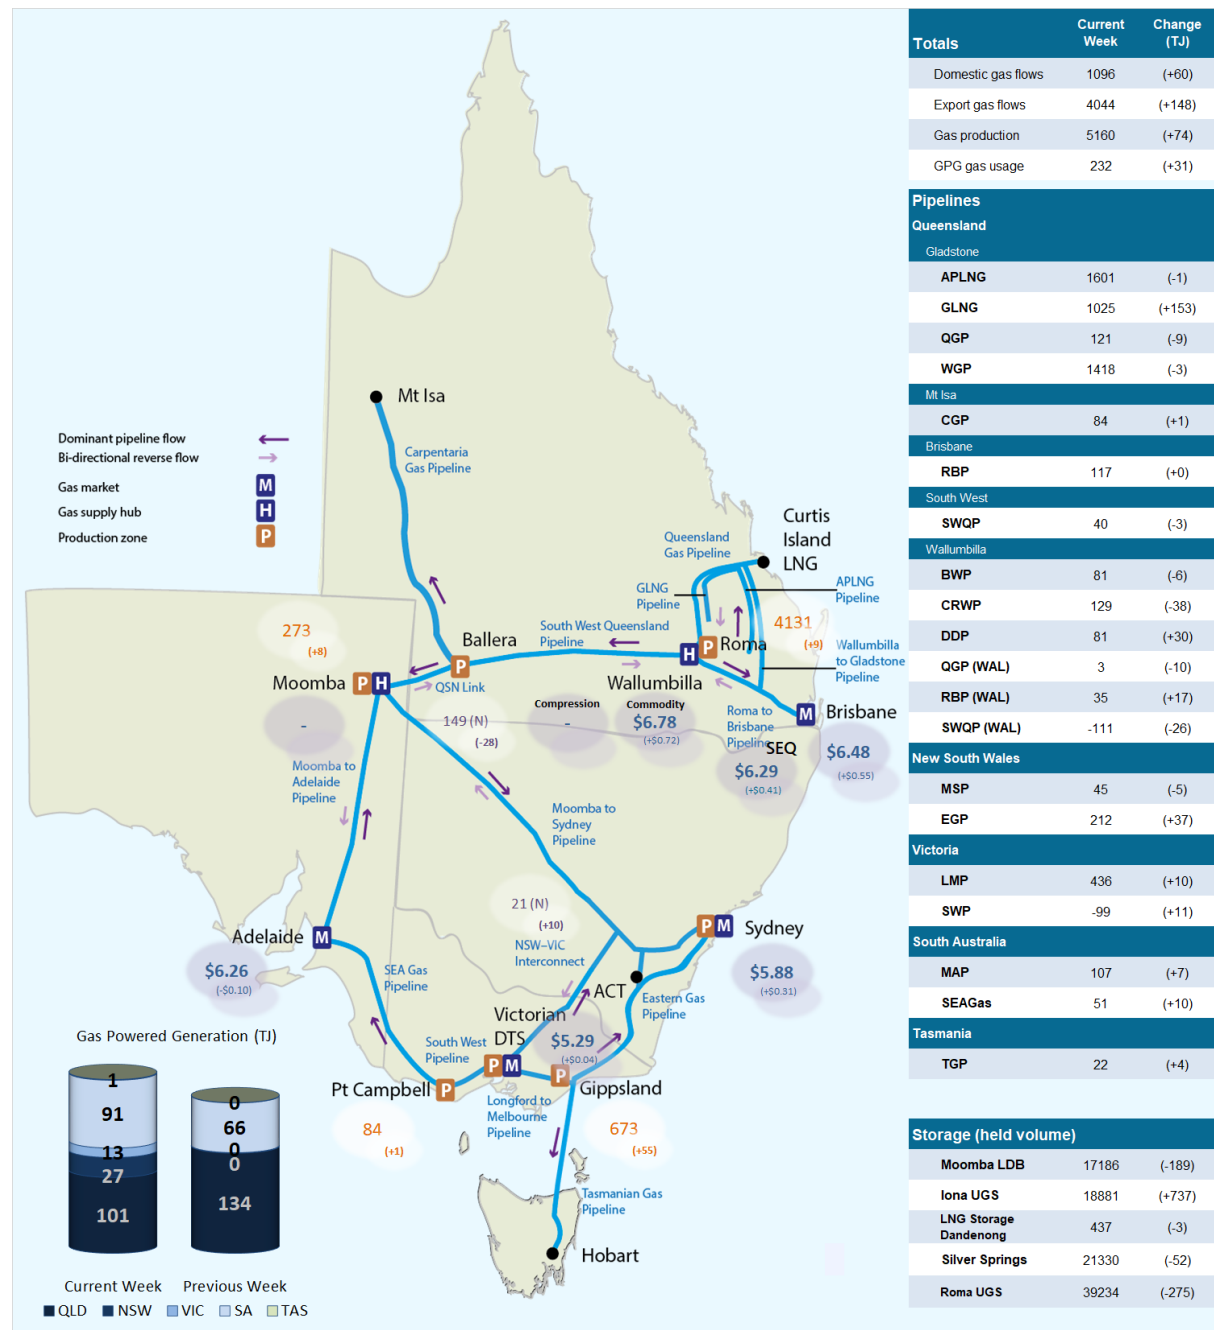 Mt Isa
Dominant pipeline flow
Bi-directional reverse flow
Gas market M
Gas supply hub H
Production zone P
Carpentaria
Gas Pipeline
Curtis
Island
LNG
Queensland
Gas Pipeline
GLNG
Pipeline
APLNG
Pipeline
273
(+8)
South West Queensland
Pipeline
4131
(+9)
Ballera
P
H P Roma
Wallumbilla
to Gladstone
Pipeline
Moomba P H
QSN Link
Wallumbilla
-
149 (N)
(-28)
Compression
-
Commodity
$6.78
(+$0.72)
Roma to
Brisbane
Pipeline
M Brisbane
SEQ
$6.29
(+$0.41)
$6.48
(+$0.55)
Moomba to
Adelaide
Pipeline
Moomba to
Sydney
Pipeline
21 (N)
(+10)
NSW-VIC
Interconnect
P M Sydney
Adelaide M
$6.26
(-$0.10)
SEA Gas
Pipeline
$5.88
(+$0.31)
ACT
Eastern Gas
Pipeline
Victorian
DTS
$5.29
(+$0.04)
South West
Pipeline
P M
P
Gippsland
Pt Campbell P
Longford to
Melbourne
Pipeline
84
(+1)
673
(+55)
Tasmanian Gas
Pipeline
Hobart
Gas Powered Generation (TJ)
1
91
13
27
101
0
66
0
0
134
Current Week Previous Week
QLD NSW VIC SA TAS
Totals Current Week Change (TJ)
Domestic gas flows 1096 (+60)
Export gas flows 4044 (+148)
Gas production 5160 (+74)
GPG gas usage 232 (+31)
Pipelines
Queensland
Gladstone
APLNG 1601 (-1)
GLNG 1025 (+153)
QGP 121 (-9)
WGP 1418 (-3)
Mt Isa
CGP 84 (+1)
Brisbane
RBP 117 (+0)
South West
SWQP 40 (-3)
Wallumbilla
BWP 81 (-6)
CRWP 129 (-38)
DDP 81 (+30)
QGP (WAL) 3 (-10)
RBP (WAL) 35 (+17)
SWQP (WAL) -111 (-26)
New South Wales
MSP 45 (-5)
EGP 212 (+37)
Victoria
LMP 436 (+10)
SWP -99 (+11)
South Australia
MAP 107 (+7)
SEAGas 51 (+10)
Tasmania
TGP 22 (+4)
Storage (held volume)
Moomba LDB 17186 (-189)
Iona UGS 18881 (+737)
LNG Storage
Dandenong 437 (-3)
Silver Springs 21330 (-52)
Roma UGS 39234 (-275)